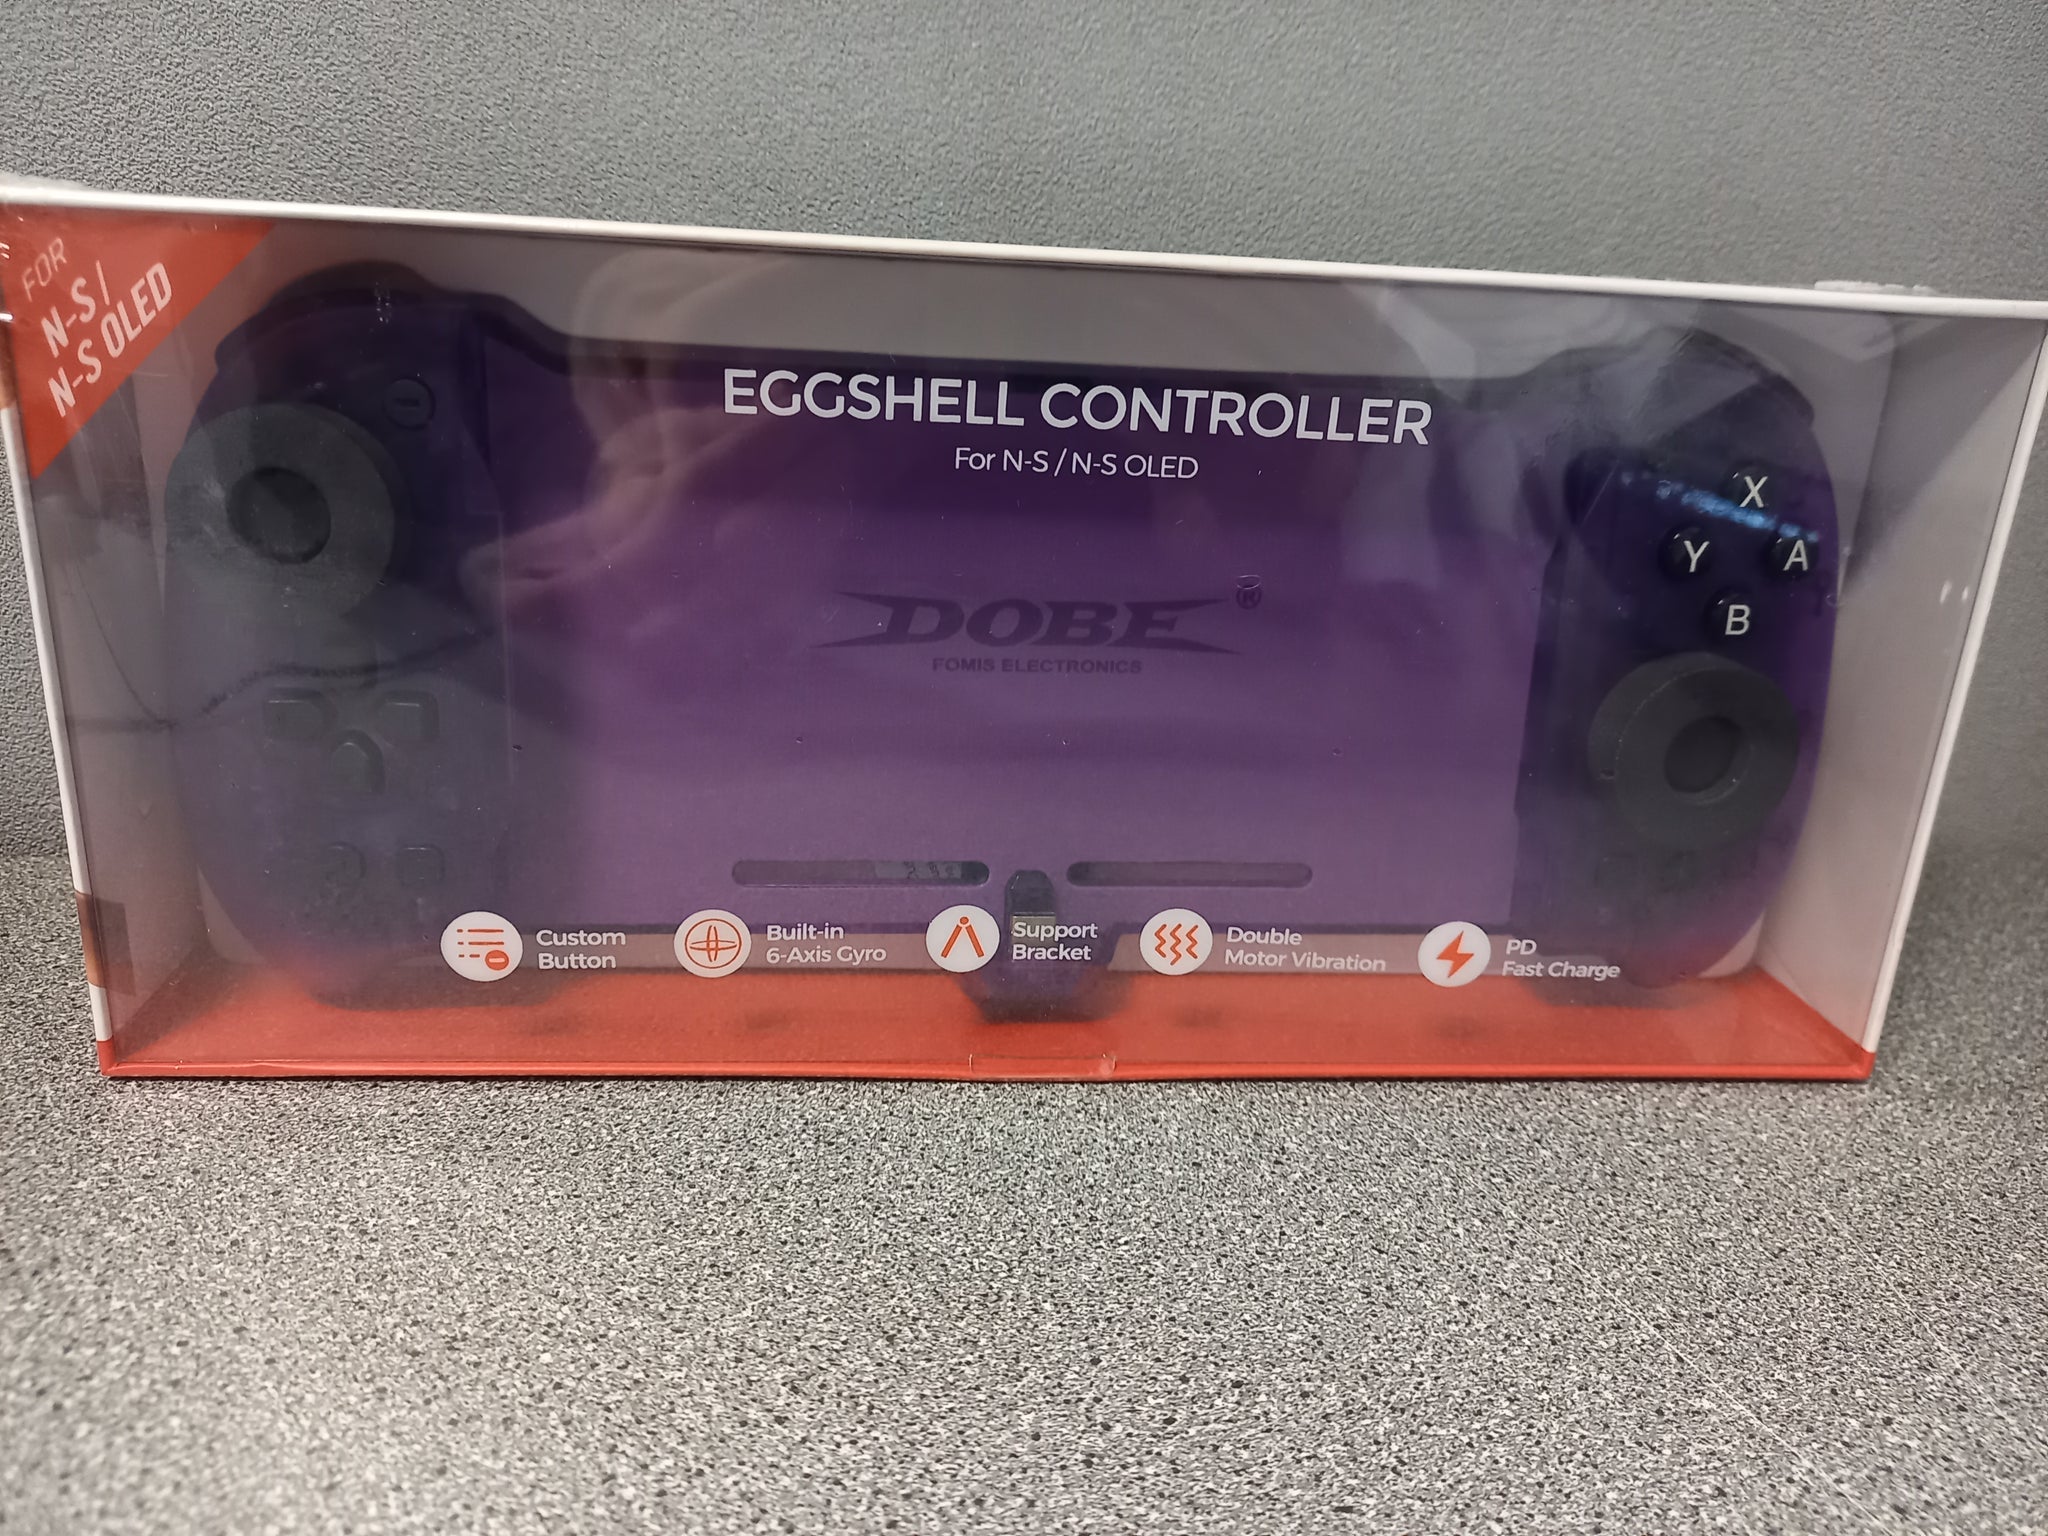 FOR
N-S /
N-S OLED
EGGSHELL CONTROLLER
For N-S / N-S OLED
X
Y A
B
DOBE ®
FOMIS ELECTRONICS
Custom
Button
Built-in
6-Axis Gyro
Support
Bracket
Double
Motor Vibration
PD
Fast Charge